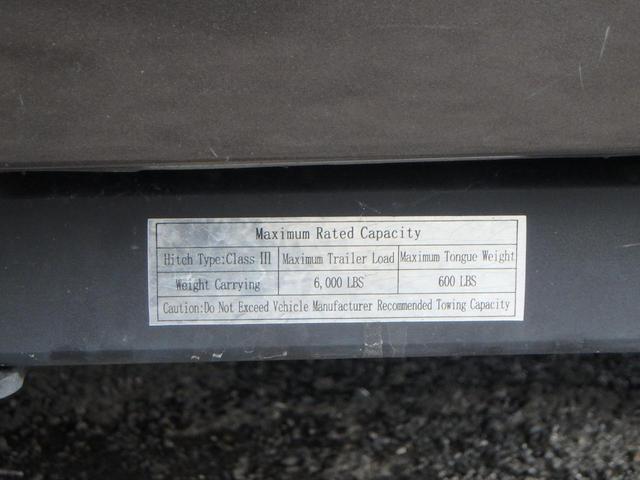 Maximum Rated Capacity
Hitch Type:Class III Maximum Trailer Load Maximum Tongue Weight
Weight Carrying 6,000 LBS 600 LBS
Caution:Do Not Exceed Vehicle Manufacturer Recommended Towing Capacity